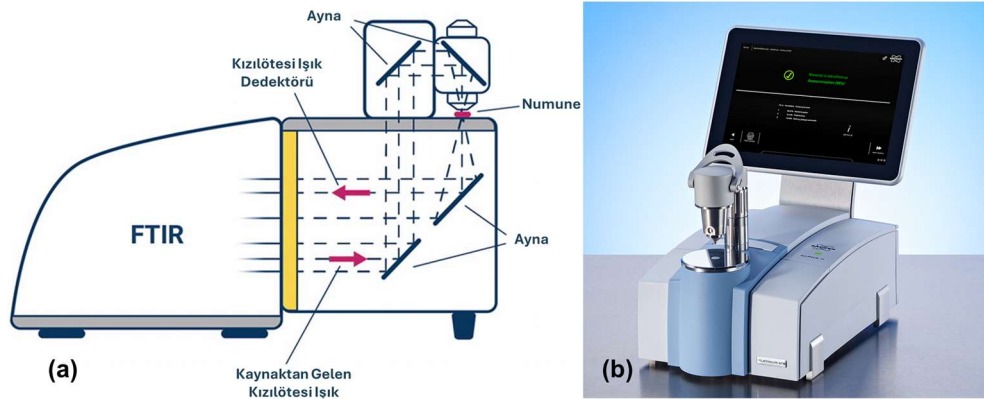 Ayna
Kızılötesi Işık
Dedektörü
Numune
FTIR
Ayna
Kaynaktan Gelen
Kızılötesi Işık
(a)
(b)